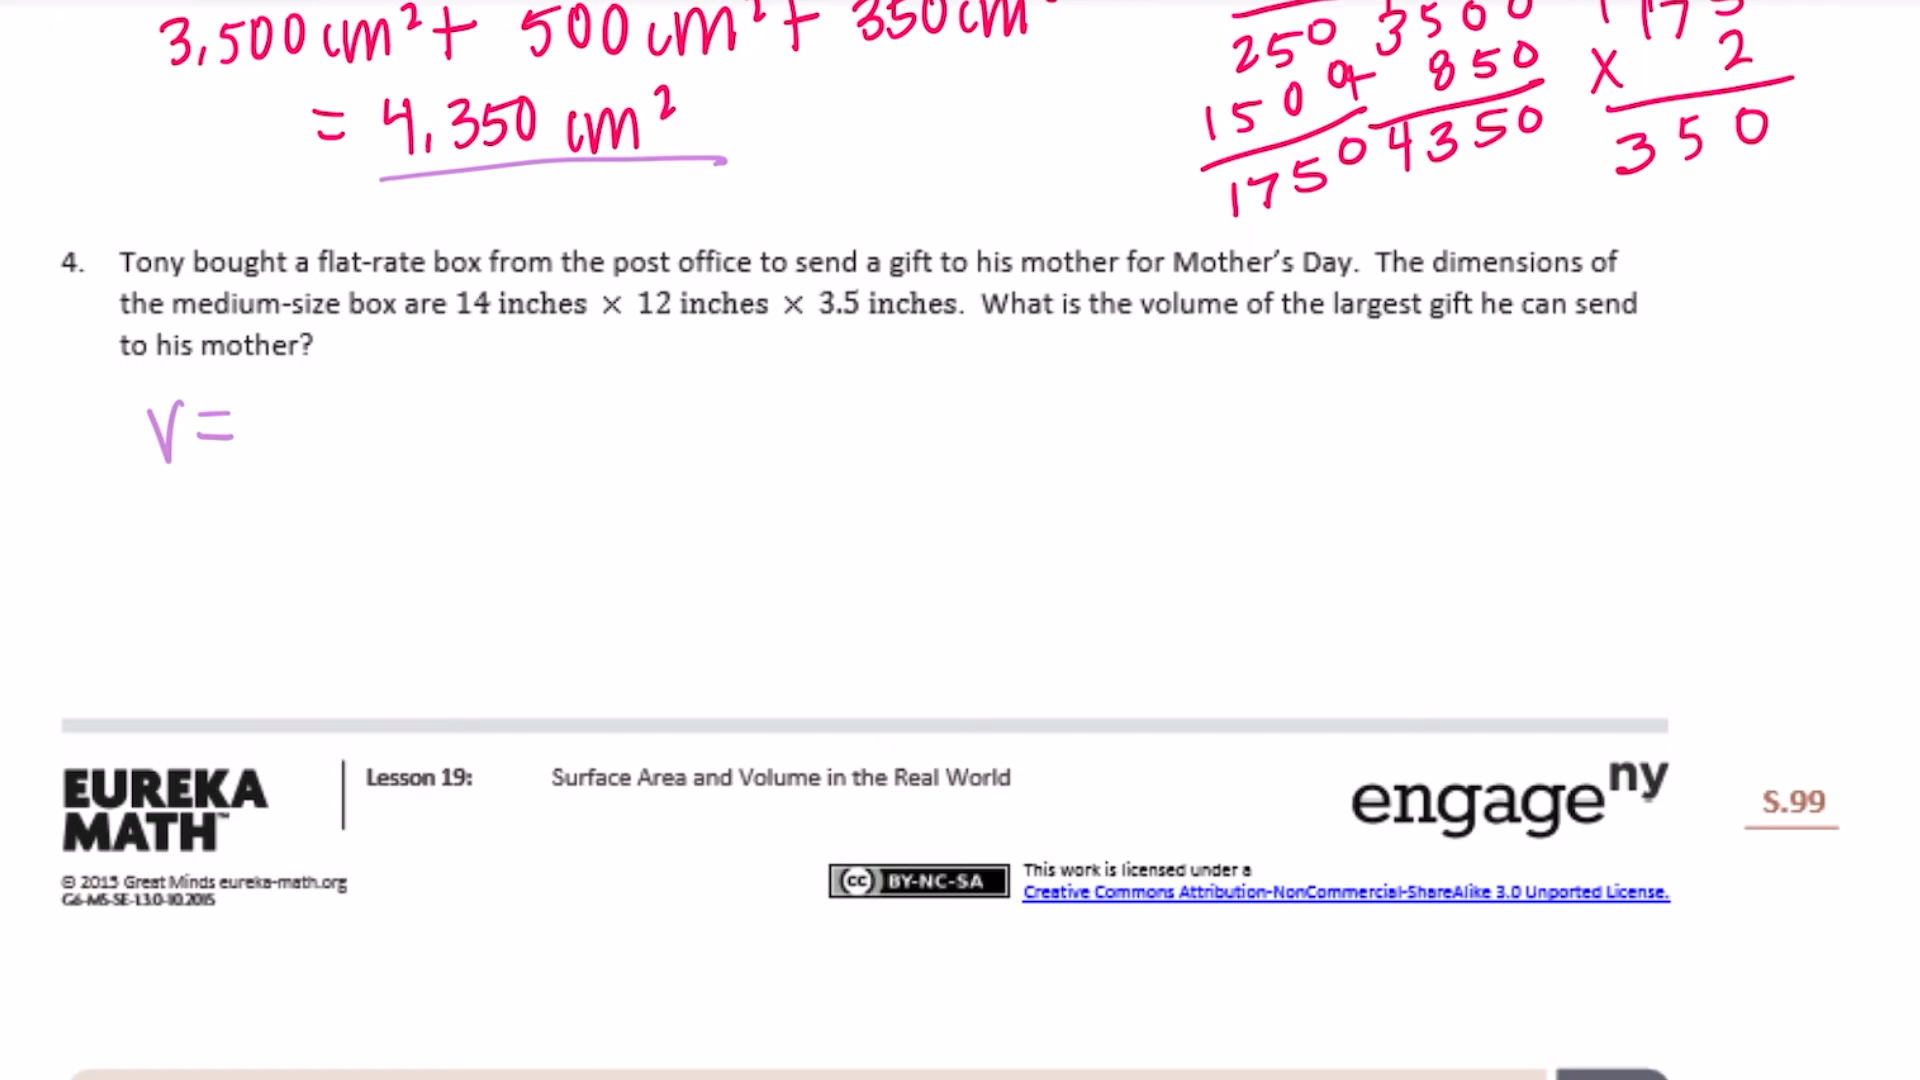 3,500 cm² + 500 cm² + 350 cm
= 4,350 cm²
250
1500
1750
3500
+ 850
4350
175
x 2
350
4. Tony bought a flat-rate box from the post office to send a gift to his mother for Mother’s Day. The dimensions of
the medium-size box are 14 inches × 12 inches × 3.5 inches. What is the volume of the largest gift he can send
to his mother?
V=
EUREKA
MATH™
Lesson 19: Surface Area and Volume in the Real World
engage ny
S.99
© 2015 Great Minds eureka-math.org
G6-M5-SE-1.3.0-10.2015
cc BY-NC-SA
This work is licensed under a
Creative Commons Attribution-NonCommercial-ShareAlike 3.0 Unported License.